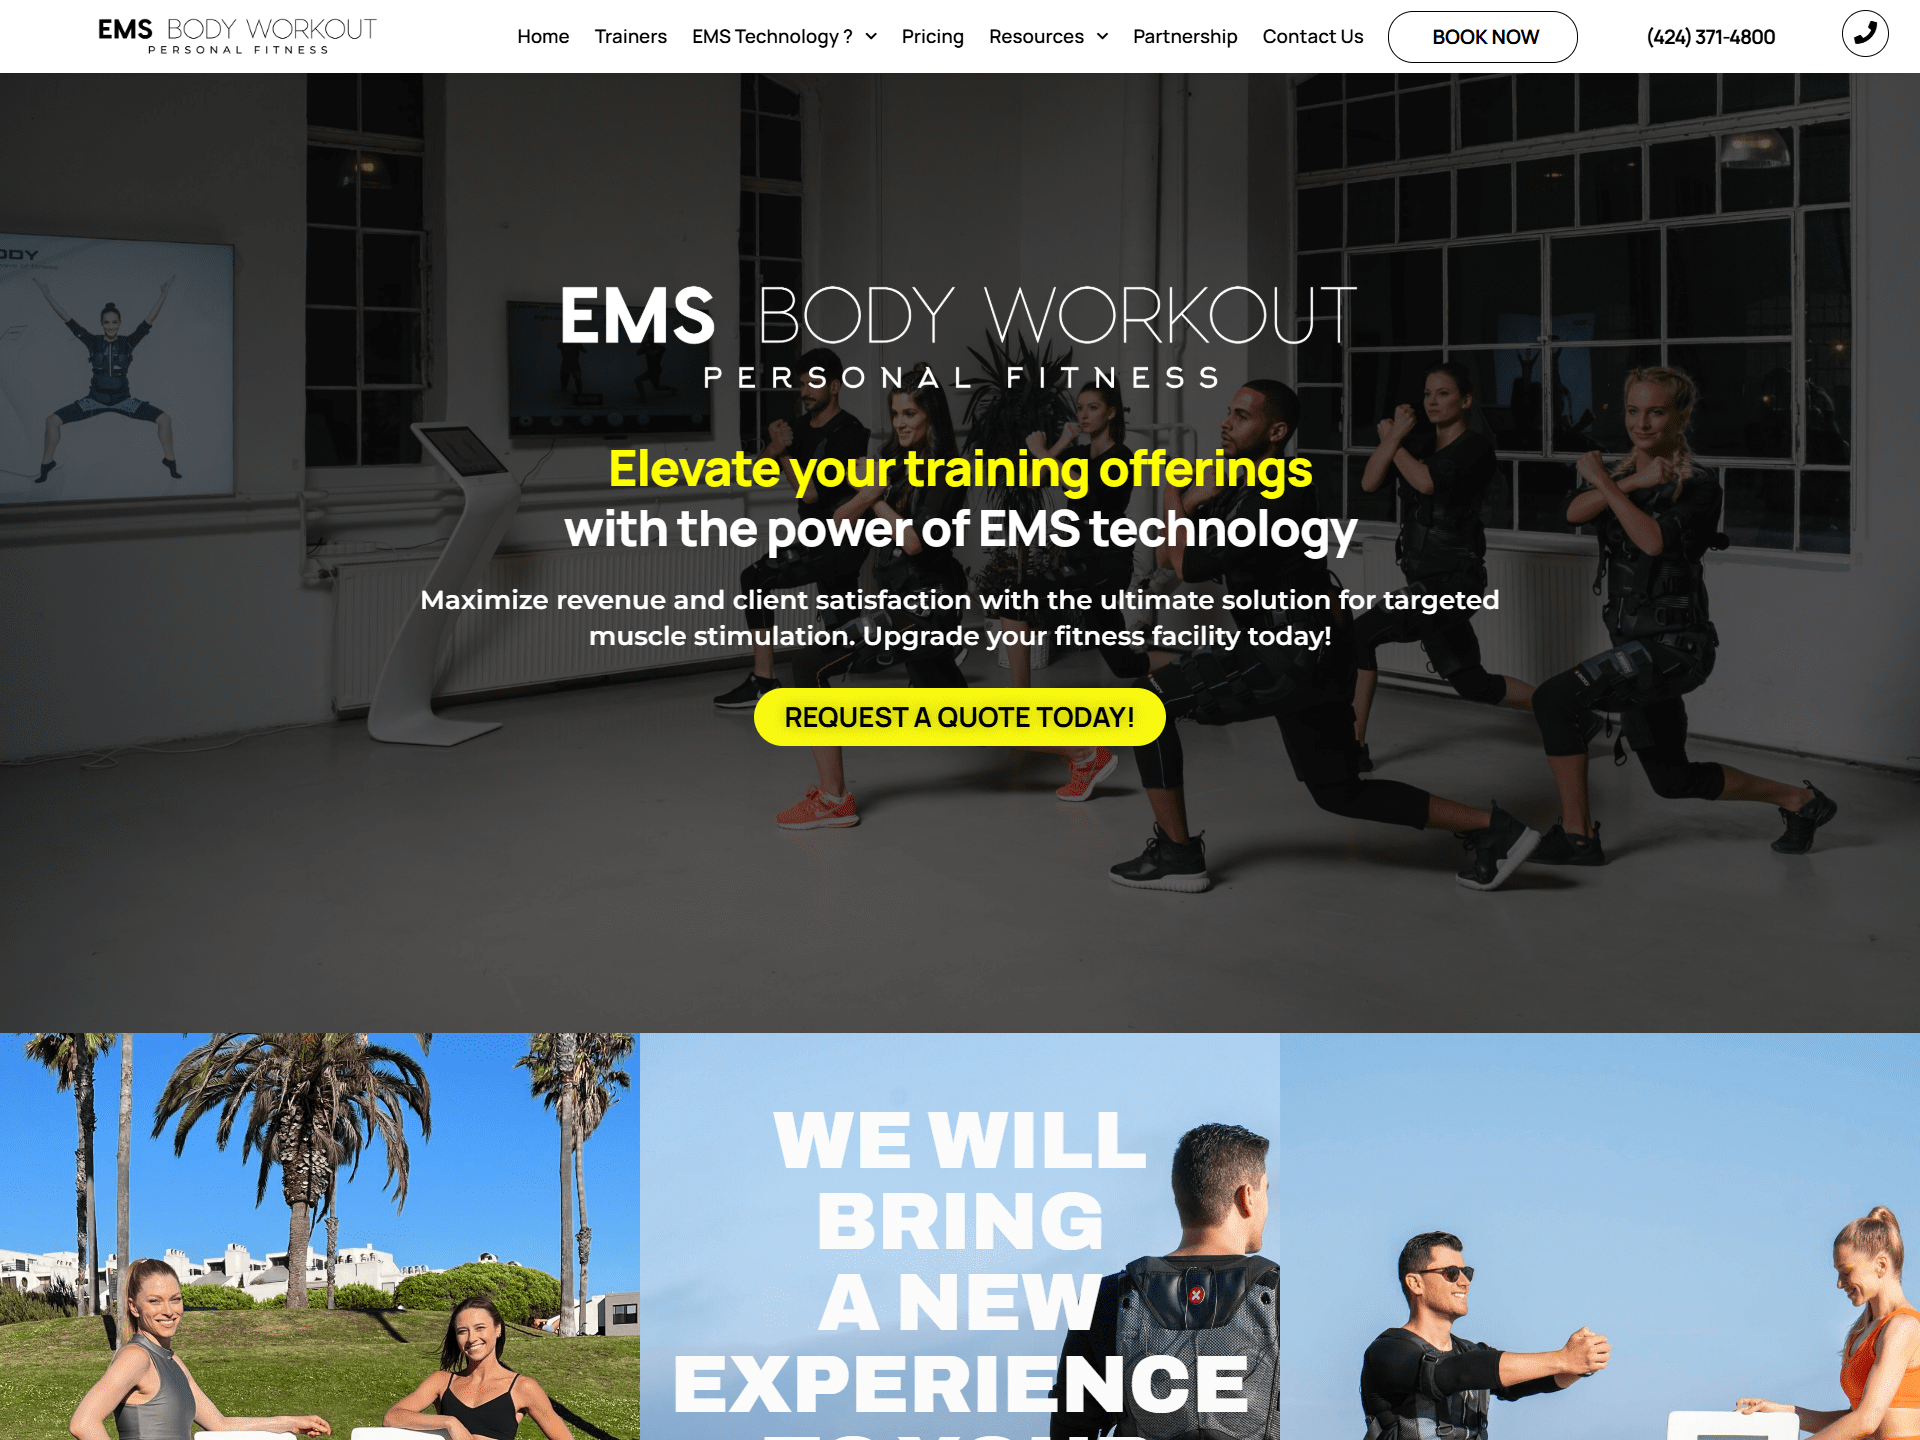 EMS BODY WORKOUT
PERSONAL FITNESS
Home
Trainers
EMS Technology ?
Pricing
Resources
Partnership
Contact Us
BOOK NOW
(424) 371-4800
EMS BODY WORKOUT
PERSONAL FITNESS
Elevate your training offerings
with the power of EMS technology
Maximize revenue and client satisfaction with the ultimate solution for targeted
muscle stimulation. Upgrade your fitness facility today!
REQUEST A QUOTE TODAY!
WE WILL
BRING
A NEW
EXPERIENCE
TO YOUR